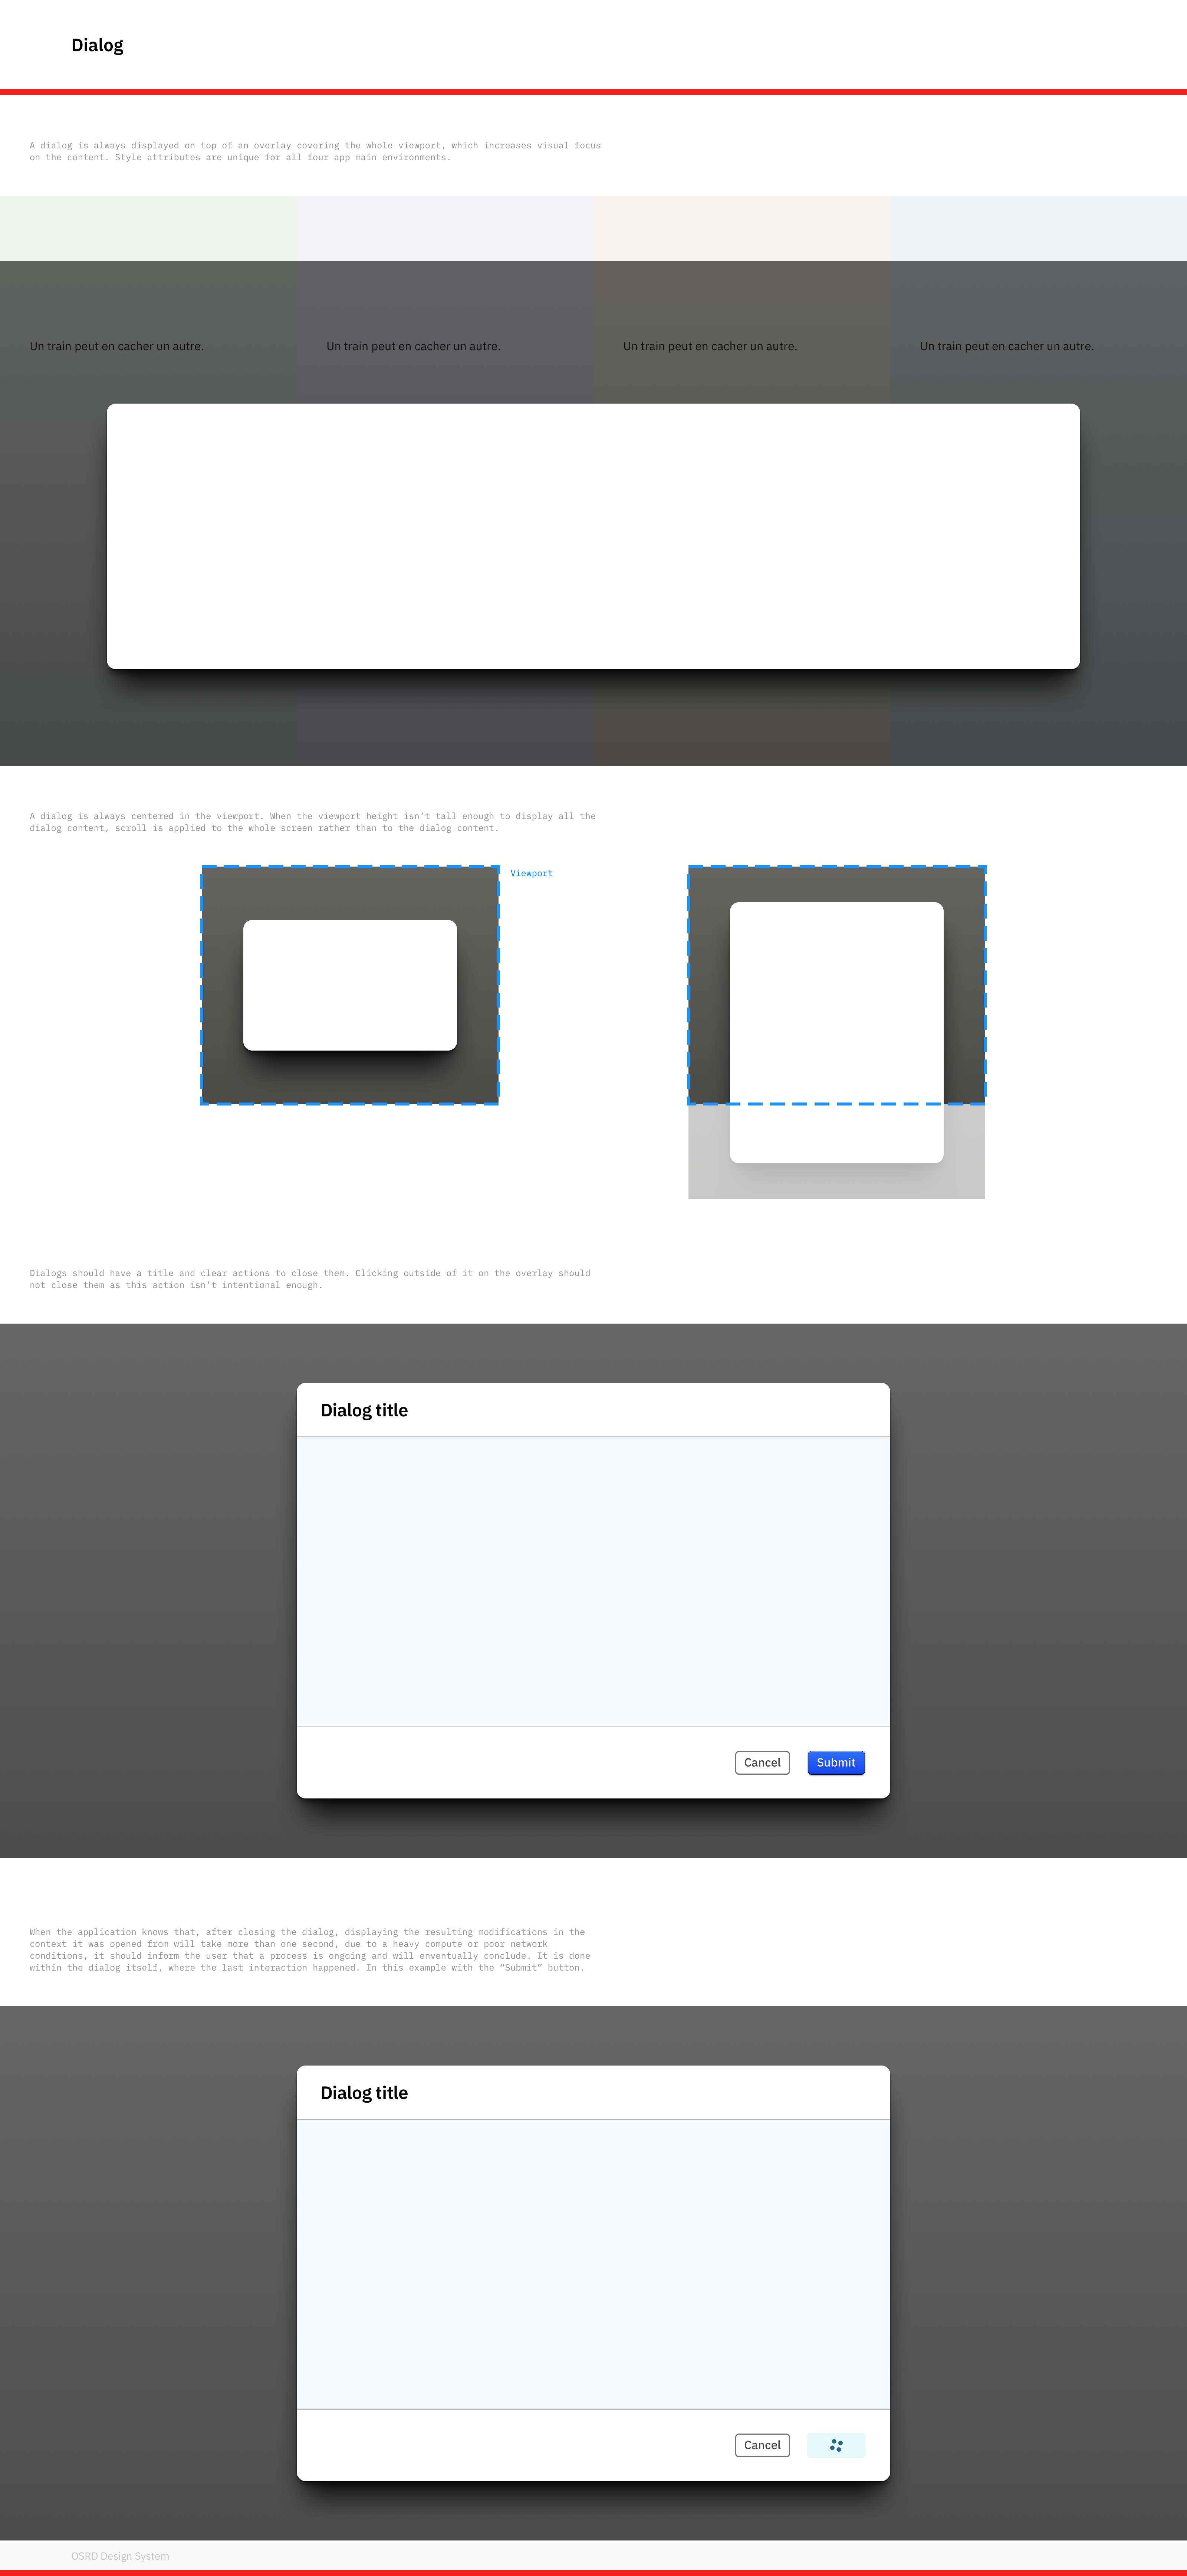 Dialog
A dialog is always displayed on top of an overlay covering the whole viewport, which increases visual focus
on the content. Style attributes are unique for all four app main environments.
Un train peut en cacher un autre.
Un train peut en cacher un autre.
Un train peut en cacher un autre.
Un train peut en cacher un autre.
A dialog is always centered in the viewport. When the viewport height isn’t tall enough to display all the
dialog content, scroll is applied to the whole screen rather than to the dialog content.
Viewport
Dialogs should have a title and clear actions to close them. Clicking outside of it on the overlay should
not close them as this action isn’t intentional enough.
Dialog title
Cancel
Submit
When the application knows that, after closing the dialog, displaying the resulting modifications in the
context it was opened from will take more than one second, due to a heavy compute or poor network
conditions, it should inform the user that a process is ongoing and will enventually conclude. It is done
within the dialog itself, where the last interaction happened. In this example with the “Submit” button.
Dialog title
Cancel
OSRD Design System